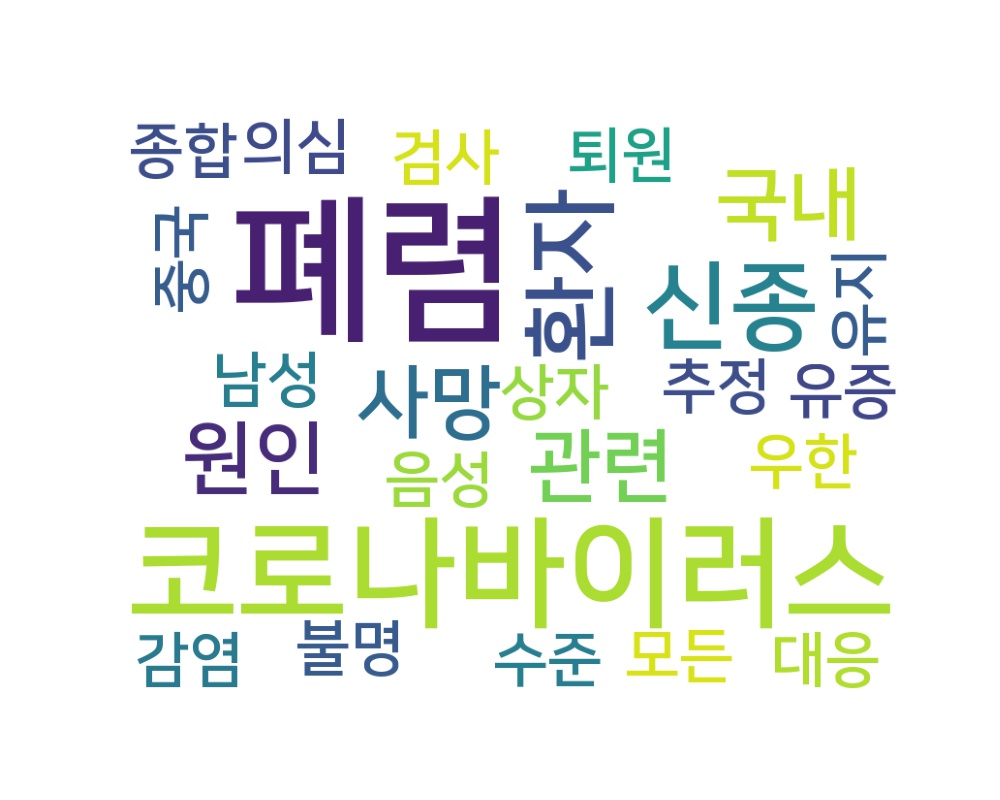 종합 의심 검사 퇴원
중국 폐렴 환자 국내
신종 유지
남성 사망 상자 추정 유증
원인 음성 관련 우한
코로나바이러스
감염 불명 수준 모든 대응